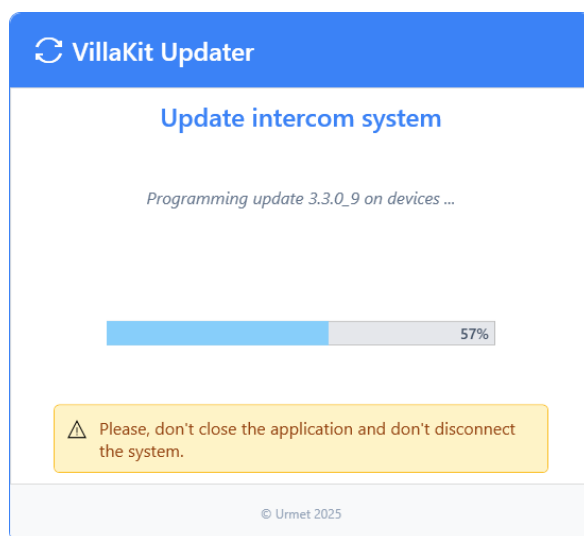 VillaKit Updater
Update intercom system
Programming update 3.3.0_9 on devices ...
57%
Please, don't close the application and don't disconnect
the system.
© Urmet 2025